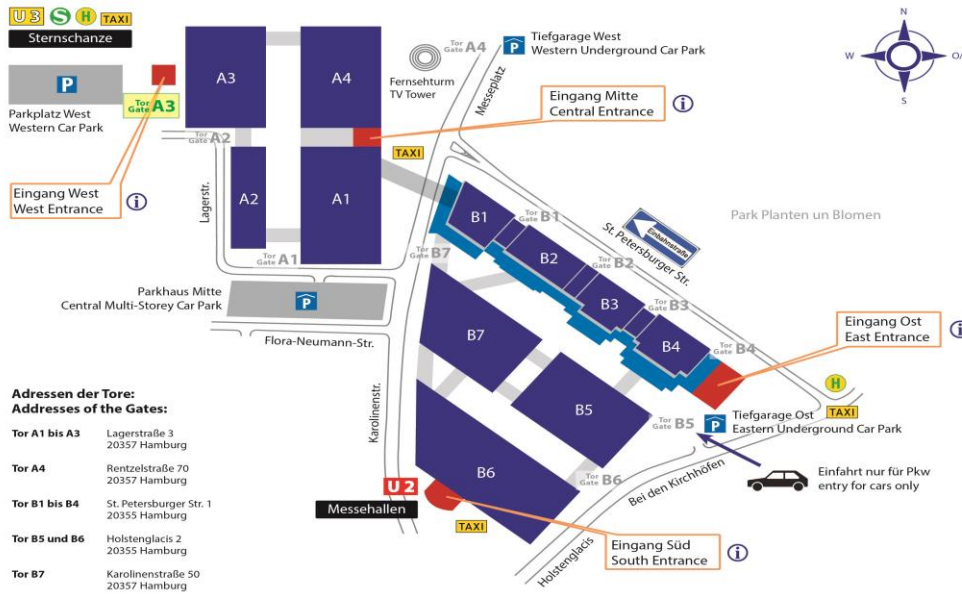 U3 S H TAXI
Sternschanze
P
Parkplatz West
Western Car Park
Tor
Gate A3
Eingang West
West Entrance
i
A3
A4
Tor
Gate A2
A2
A1
Lagerstr.
Tor
Gate A1
Fernsehturm
TV Tower
Tor
Gate A4
Messeplatz
P
Tiefgarage West
Western Underground Car Park
Eingang Mitte
Central Entrance
i
TAXI
N
W
O/
S
Parkhaus Mitte
Central Multi-Storey Car Park
P
Flora-Neumann-Str.
Karolinenstr.
Tor
Gate B7
B1
Tor
Gate B1
B2
Tor
Gate B2
B3
Tor
Gate B3
B4
Tor
Gate B4
Einbahnstraße
St. Petersburger Str.
Park Planten un Blomen
Eingang Ost
East Entrance
i
H
TAXI
B7
B5
B6
Tor
Gate B5
P
Tiefgarage Ost
Eastern Underground Car Park
Tor
Gate B6
Bei den Kirchhöfen
Einfahrt nur für Pkw
entry for cars only
U2
Messehallen
TAXI
Holstenglacis
Eingang Süd
South Entrance
i
Adressen der Tore:
Addresses of the Gates:
Tor A1 bis A3 Lagerstraße 3
20357 Hamburg
Tor A4 Rentzelstraße 70
20357 Hamburg
Tor B1 bis B4 St. Petersburger Str. 1
20355 Hamburg
Tor B5 und B6 Holstenglacis 2
20355 Hamburg
Tor B7 Karolinenstraße 50
20357 Hamburg